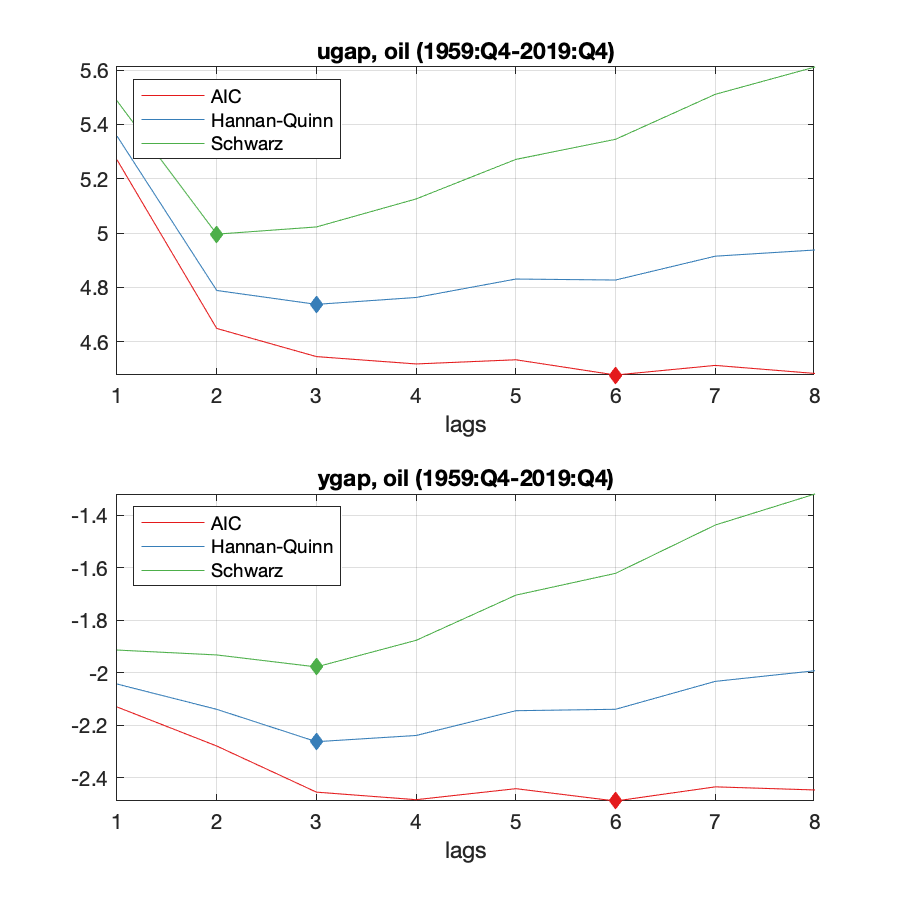 ugap, oil (1959:Q4-2019:Q4)
5.6
5.4
5.2
5
4.8
4.6
AIC
Hannan-Quinn
Schwarz
1 2 3 4 5 6 7 8
lags
ygap, oil (1959:Q4-2019:Q4)
-1.4
-1.6
-1.8
-2
-2.2
-2.4
AIC
Hannan-Quinn
Schwarz
1 2 3 4 5 6 7 8
lags